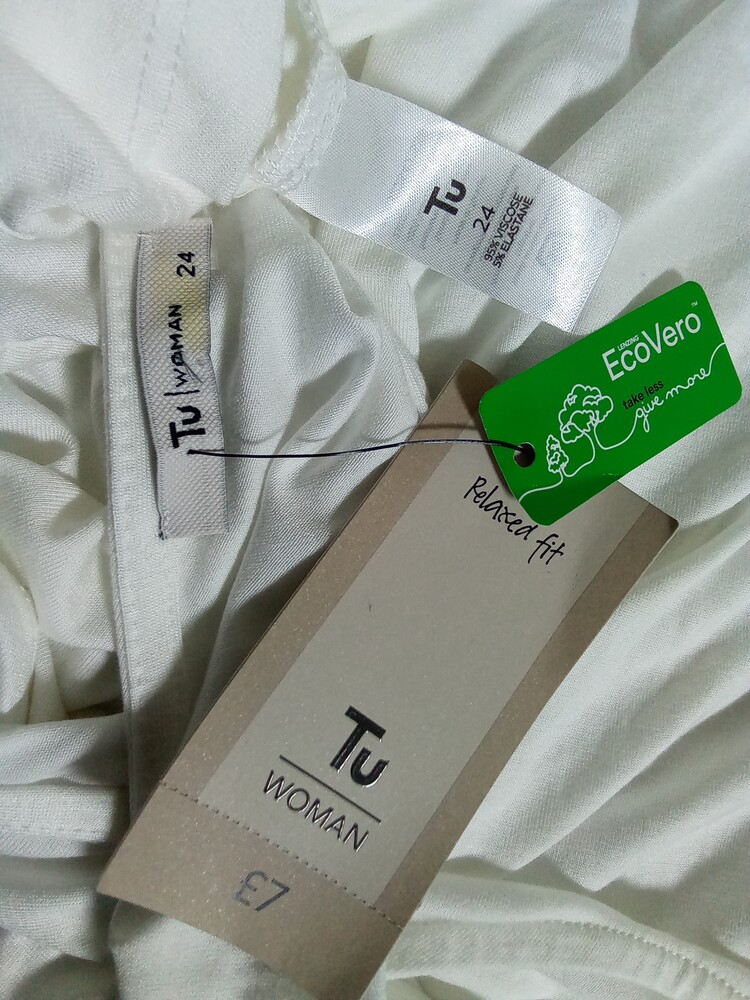 Tu
24
95% VISCOSE
5% ELASTANE
Tu | WOMAN 24
LENZING
EcoVero™
take less
give more
Relaxed fit
Tu
WOMAN
£7